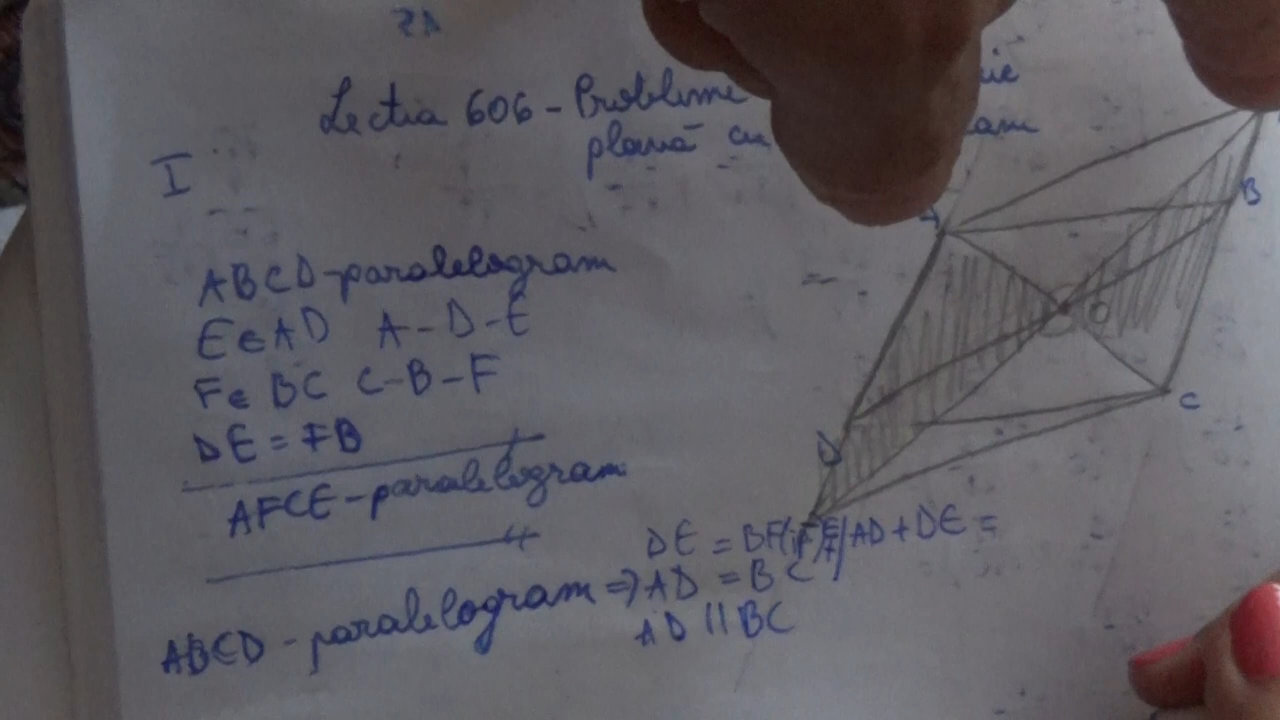 Lectia 606 - Probleme
plană cu
I
ABCD - paralelogram
E∈AD A-D-E
F∈ BC C-B-F
DE = FB
AFCE - paralelogram
DE = BF AD + DE =
ABCD - paralelogram => AD = BC
AD || BC
B
O
C
D